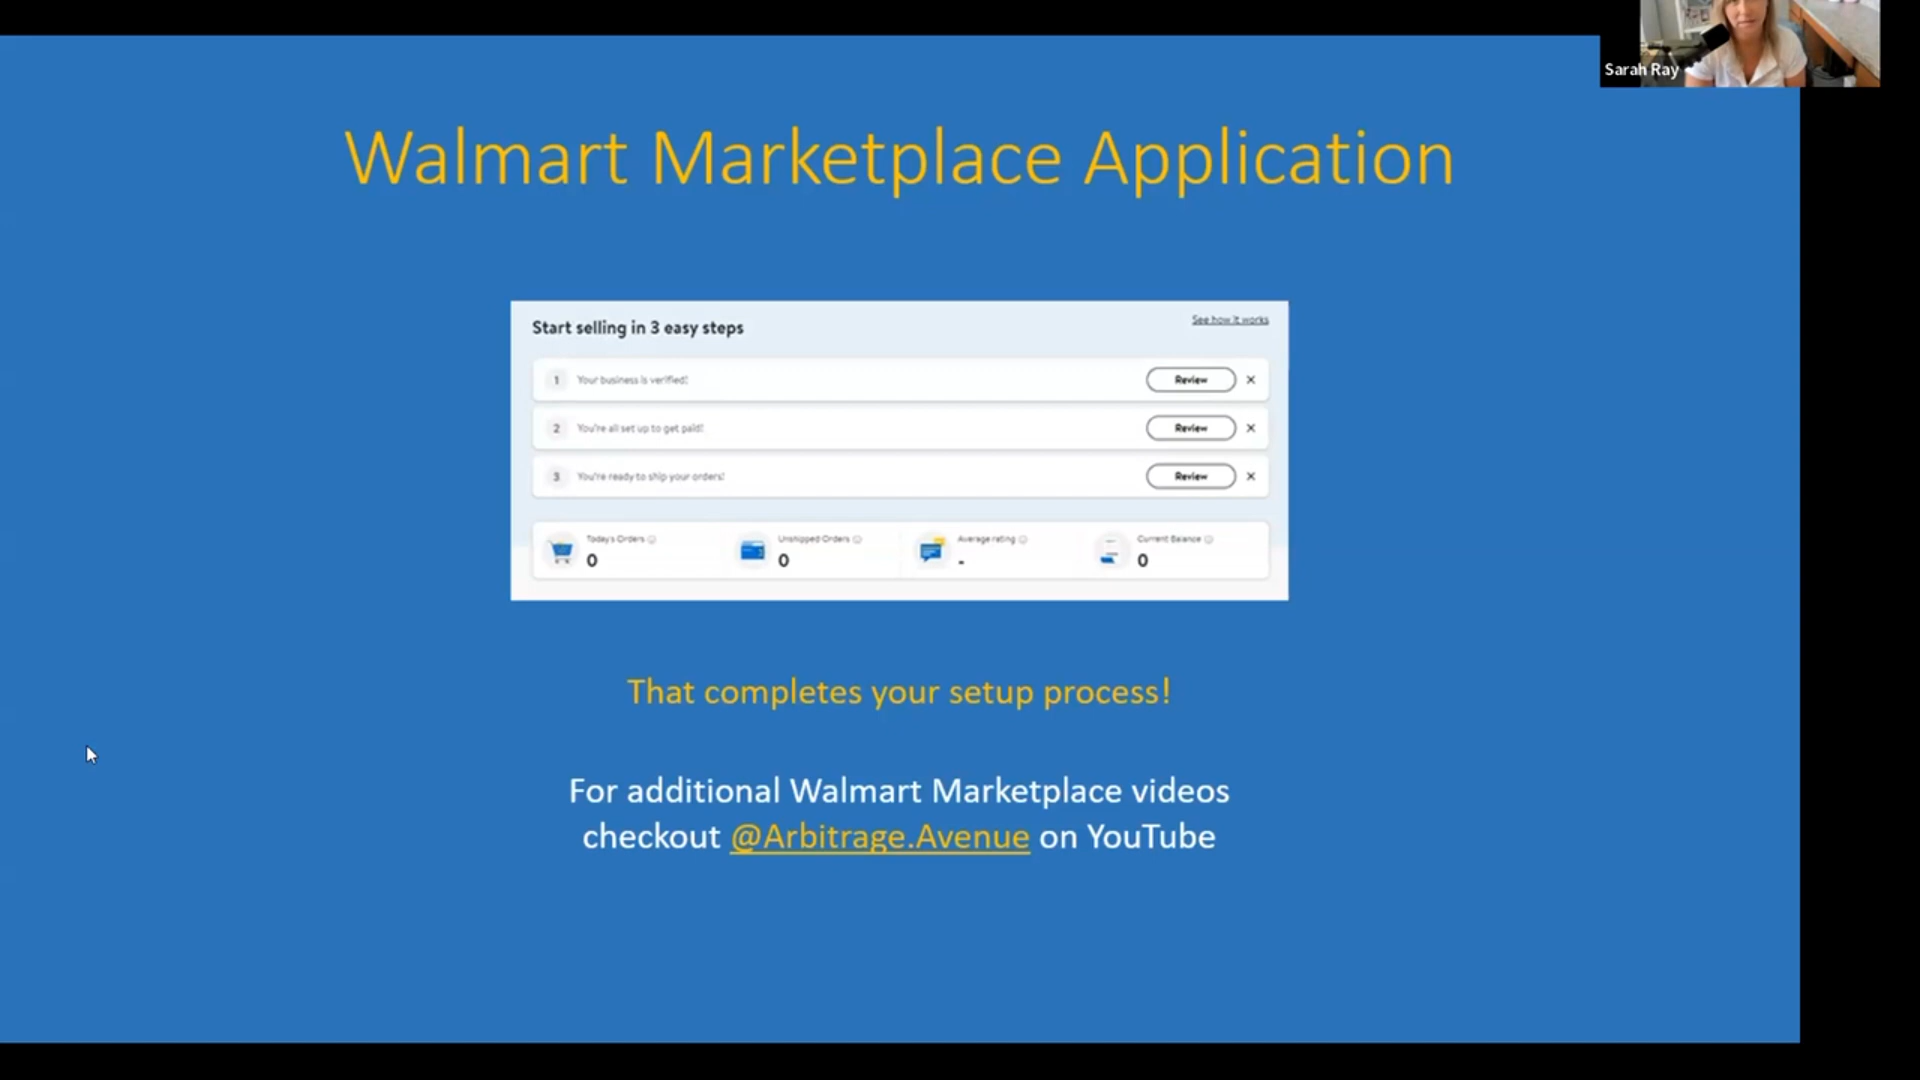 Sarah Ray
Walmart Marketplace Application
Start selling in 3 easy steps
See how it works
1 Your business is verified! Review
2 You're all set up to get paid! Review
3 You're ready to ship your orders! Review
Today's Orders Unshipped Orders Average rating Current Balance
0 0 - 0
That completes your setup process!
For additional Walmart Marketplace videos
checkout @Arbitrage.Avenue on YouTube